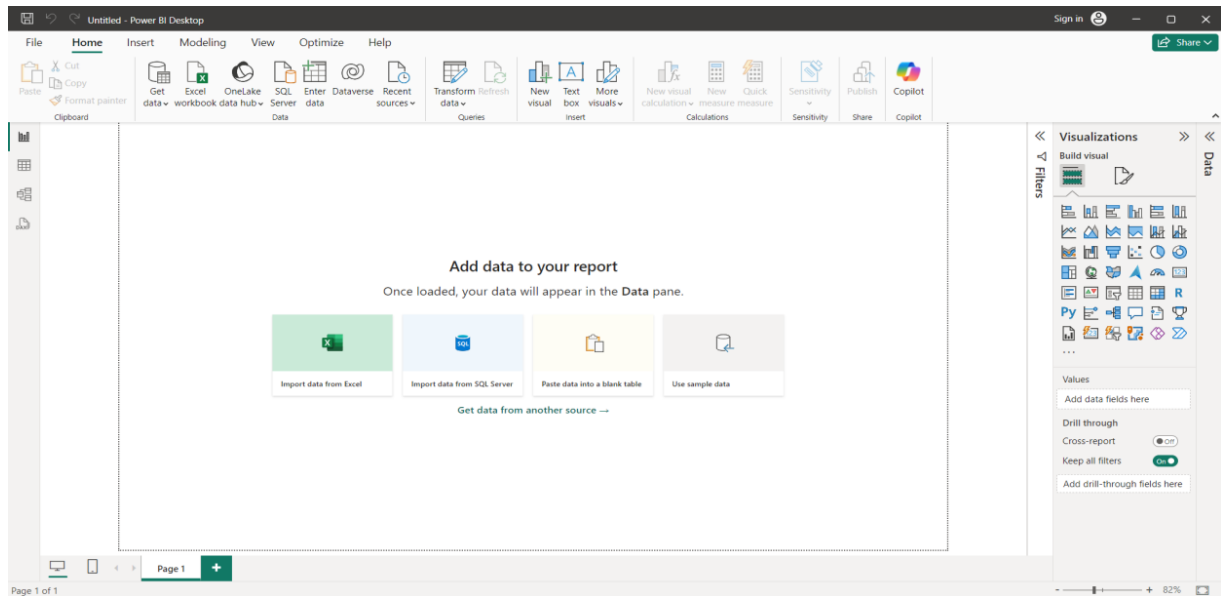 Untitled - Power BI Desktop
Sign in
File Home Insert Modeling View Optimize Help
Share
Paste
Cut
Copy
Format painter
Clipboard
Get data
Excel workbook
OneLake data hub
SQL Server
Enter data
Dataverse
Recent sources
Data
Transform data
Refresh
Queries
New visual
Text box
More visuals
Insert
New visual calculation
New measure
Quick measure
Calculations
Sensitivity
Sensitivity
Publish
Share
Copilot
Copilot
Filters
Visualizations
Build visual
Data
R
Py
123
...
Add data to your report
Once loaded, your data will appear in the Data pane.
Import data from Excel
SQL
Import data from SQL Server
Paste data into a blank table
Use sample data
Get data from another source →
Values
Add data fields here
Drill through
Cross-report
Off
Keep all filters
On
Add drill-through fields here
Page 1
Page 1 of 1
- + 82%